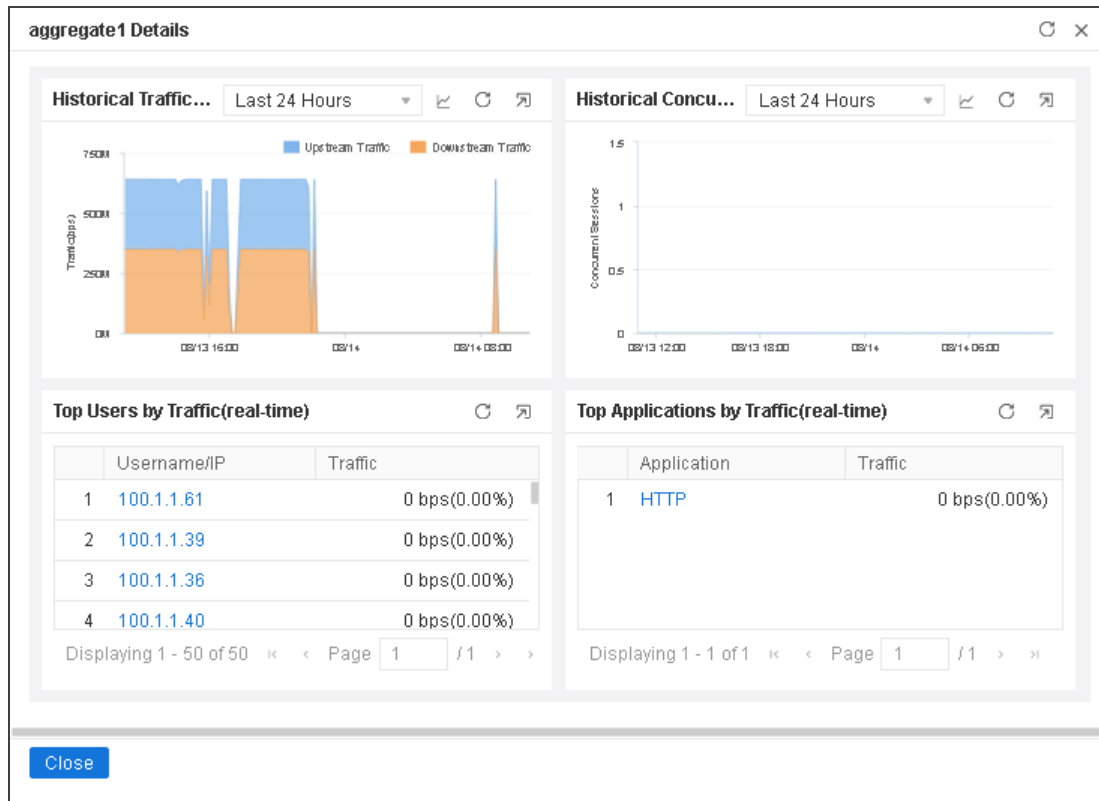 aggregate1 Details
Historical Traffic... Last 24 Hours
Upstream Traffic Downstream Traffic
750M
500M
250M
0M
Traffic(bps)
08/13 16:00 08/14 08/14 08:00
Historical Concu... Last 24 Hours
1.5
1
0.5
0
Concurrent Sessions
08/13 12:00 08/13 18:00 08/14 08/14 06:00
Top Users by Traffic(real-time)
Username/IP Traffic
1 100.1.1.61 0 bps(0.00%)
2 100.1.1.39 0 bps(0.00%)
3 100.1.1.36 0 bps(0.00%)
4 100.1.1.40 0 bps(0.00%)
Displaying 1 - 50 of 50 Page 1 / 1
Top Applications by Traffic(real-time)
Application Traffic
1 HTTP 0 bps(0.00%)
Displaying 1 - 1 of 1 Page 1 / 1
Close